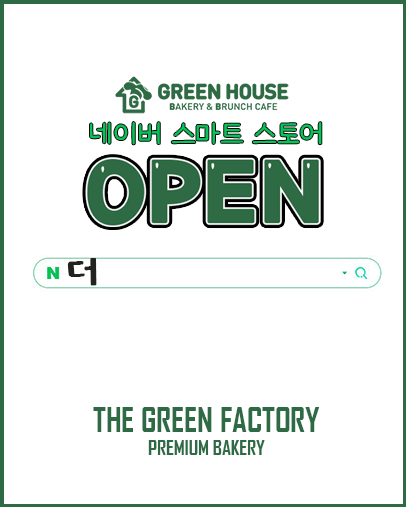 GREEN HOUSE
BAKERY & BRUNCH CAFE
네이버 스마트 스토어
OPEN
N 더
THE GREEN FACTORY
PREMIUM BAKERY